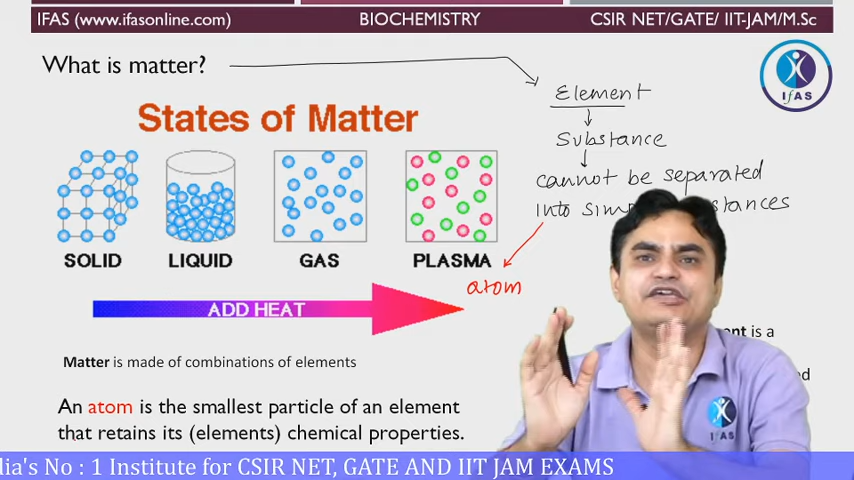 IFAS (www.ifasonline.com)
BIOCHEMISTRY
CSIR NET/GATE/ IIT-JAM/M.Sc
What is matter?
IFAS
Element
Substance
cannot be separated
into
States of Matter
SOLID
LIQUID
GAS
PLASMA
atom
ADD HEAT
is a
Matter is made of combinations of elements
An atom is the smallest particle of an element
that retains its (elements) chemical properties.
IFAS
No : 1 Institute for CSIR NET, GATE AND IIT JAM EXAMS